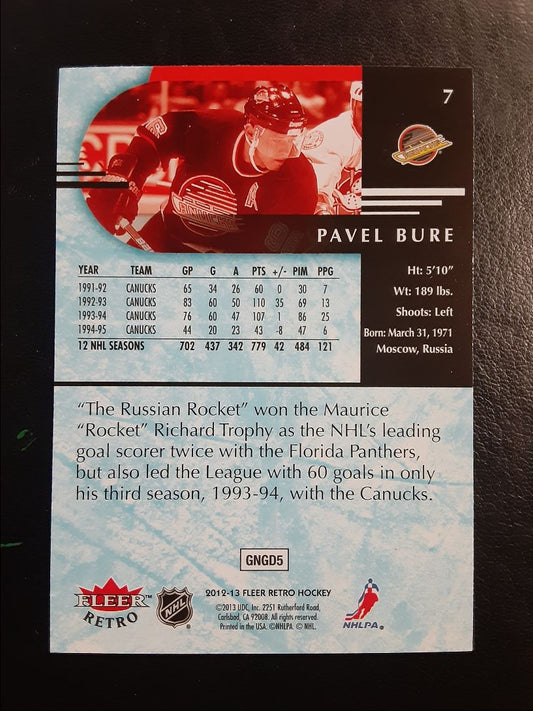 7
CANUCKS
PAVEL BURE
YEAR TEAM GP G A PTS +/- PIM PPG
1991-92 CANUCKS 65 34 26 60 0 30 7
1992-93 CANUCKS 83 60 50 110 35 69 13
1993-94 CANUCKS 76 60 47 107 1 86 25
1994-95 CANUCKS 44 20 23 43 -8 47 6
12 NHL SEASONS 702 437 342 779 42 484 121
Ht: 5'10"
Wt: 189 lbs.
Shoots: Left
Born: March 31, 1971
Moscow, Russia
“The Russian Rocket” won the Maurice
“Rocket” Richard Trophy as the NHL’s leading
goal scorer twice with the Florida Panthers,
but also led the League with 60 goals in only
his third season, 1993-94, with the Canucks.
GNGD5
FLEER™
RETRO
NHL
2012-13 FLEER RETRO HOCKEY
©2013 UDC, Inc. 2251 Rutherford Road,
Carlsbad, CA 92008. All rights reserved.
Printed in the USA. ©NHLPA. © NHL.
NHLPA.